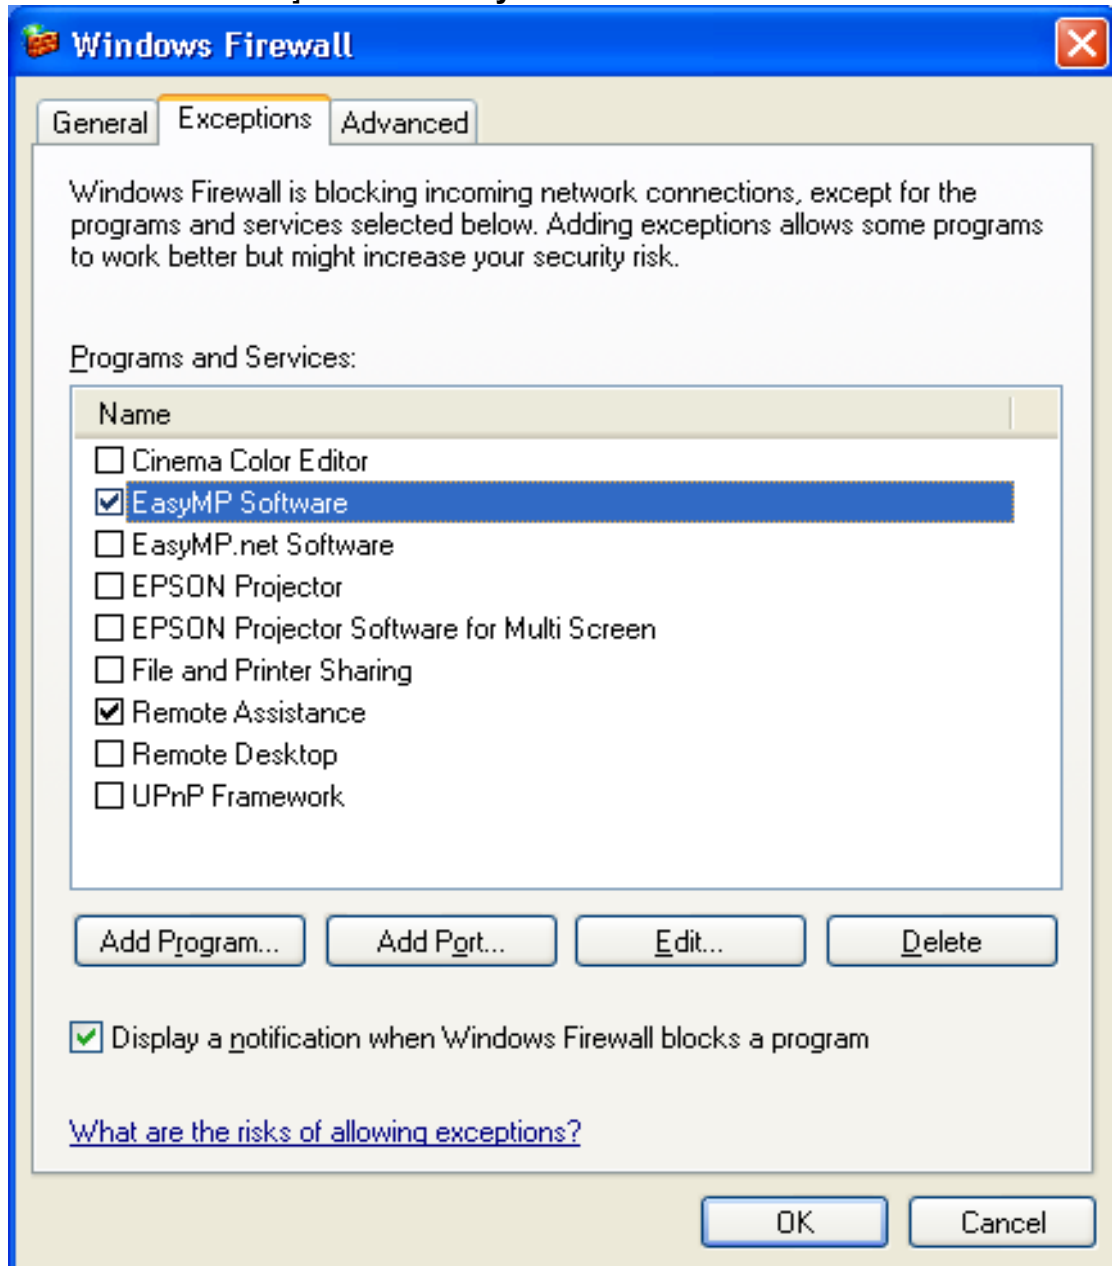 Windows Firewall
General Exceptions Advanced
Windows Firewall is blocking incoming network connections, except for the
programs and services selected below. Adding exceptions allows some programs
to work better but might increase your security risk.
Programs and Services:
Name
Cinema Color Editor
EasyMP Software
EasyMP.net Software
EPSON Projector
EPSON Projector Software for Multi Screen
File and Printer Sharing
Remote Assistance
Remote Desktop
UPnP Framework
Add Program... Add Port... Edit... Delete
Display a notification when Windows Firewall blocks a program
What are the risks of allowing exceptions?
OK Cancel